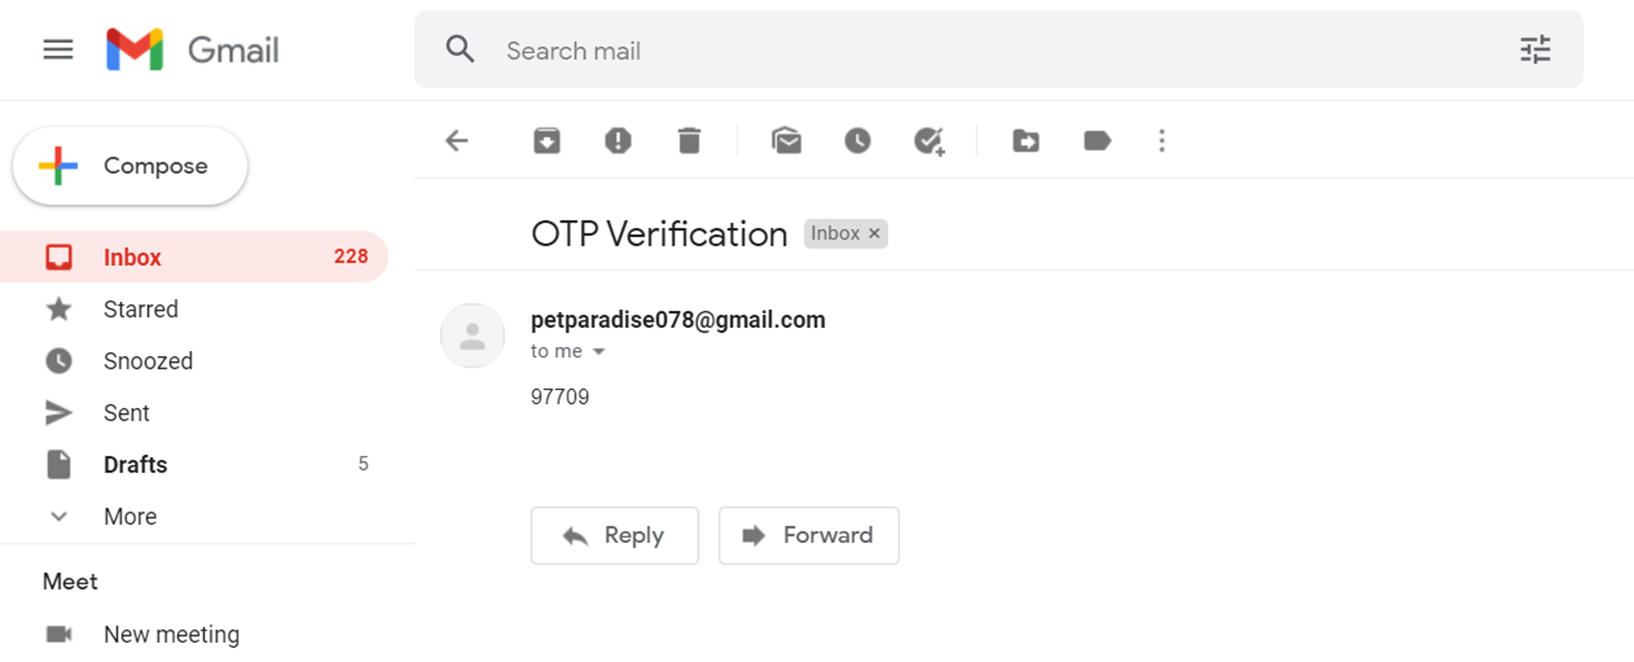 Gmail
Search mail
Compose
Inbox 228
Starred
Snoozed
Sent
Drafts 5
More
Meet
New meeting
OTP Verification Inbox ×
petparadise078@gmail.com
to me
97709
Reply Forward